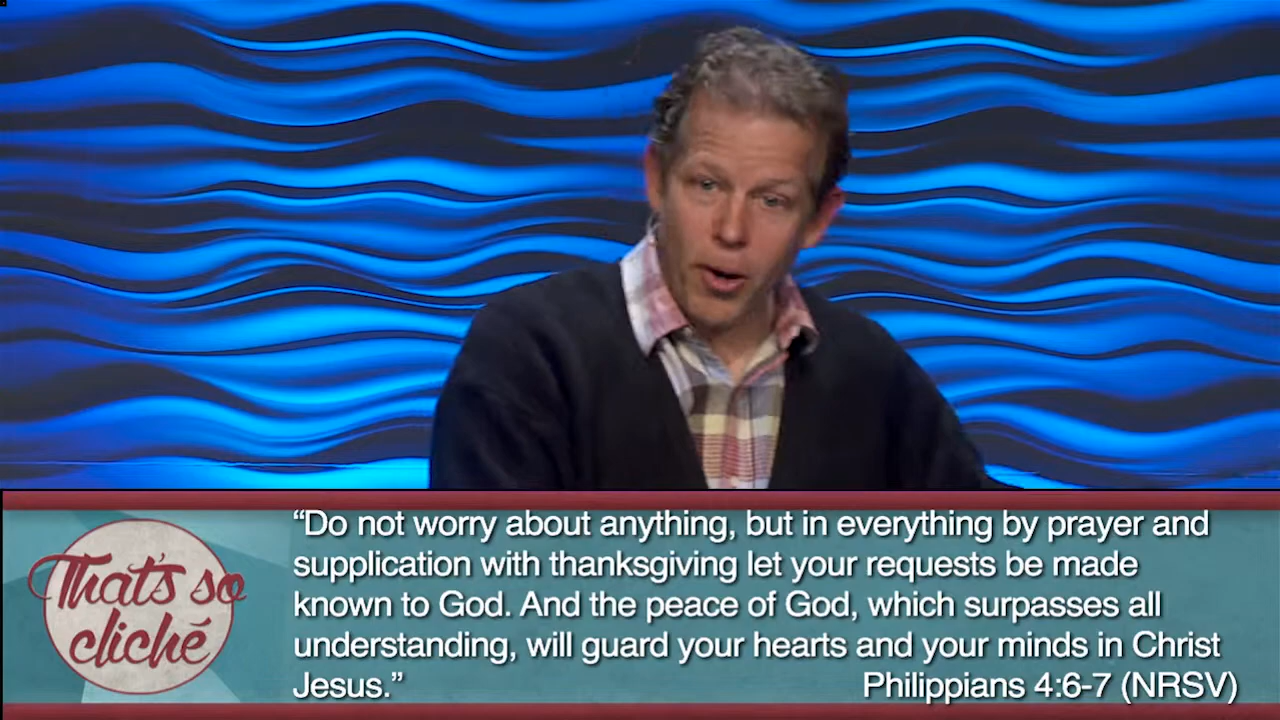 That's so
cliché
“Do not worry about anything, but in everything by prayer and
supplication with thanksgiving let your requests be made
known to God. And the peace of God, which surpasses all
understanding, will guard your hearts and your minds in Christ
Jesus.”
Philippians 4:6-7 (NRSV)